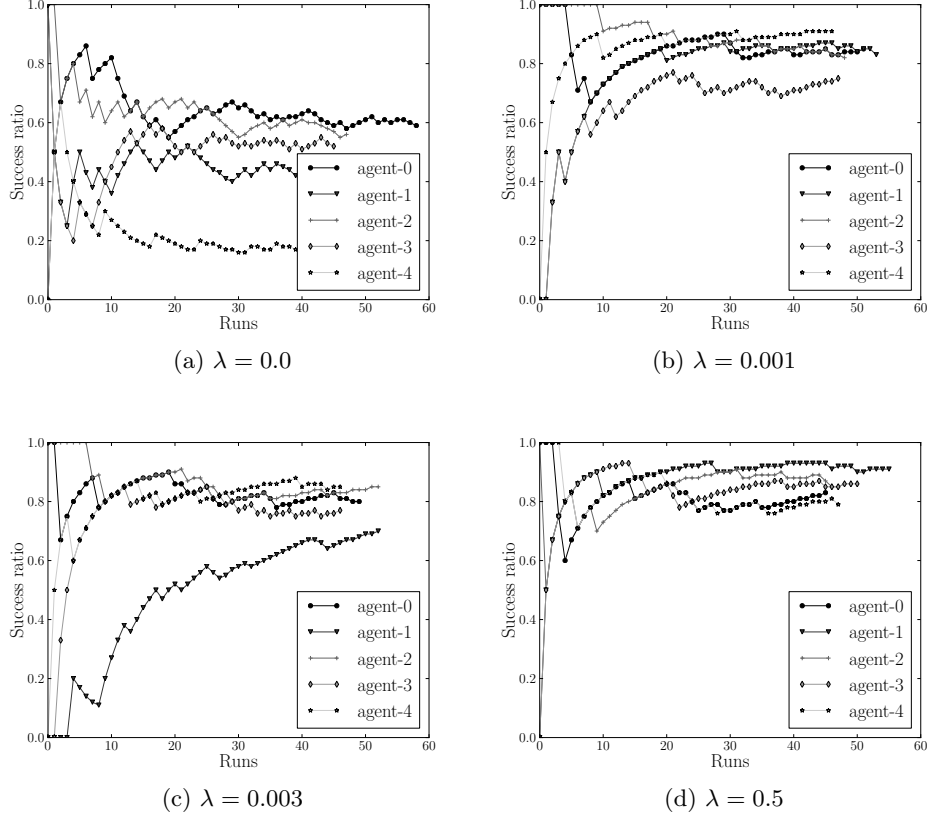 1.0
0.8
0.6
0.4
0.2
0.0
Success ratio
0 10 20 30 40 50 60
Runs
agent-0
agent-1
agent-2
agent-3
agent-4
(a) λ = 0.0
1.0
0.8
0.6
0.4
0.2
0.0
Success ratio
0 10 20 30 40 50 60
Runs
agent-0
agent-1
agent-2
agent-3
agent-4
(b) λ = 0.001
1.0
0.8
0.6
0.4
0.2
0.0
Success ratio
0 10 20 30 40 50 60
Runs
agent-0
agent-1
agent-2
agent-3
agent-4
(c) λ = 0.003
1.0
0.8
0.6
0.4
0.2
0.0
Success ratio
0 10 20 30 40 50 60
Runs
agent-0
agent-1
agent-2
agent-3
agent-4
(d) λ = 0.5